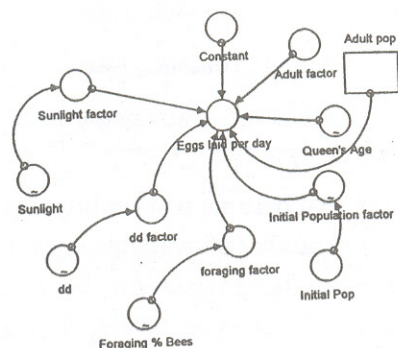 Adult pop
Constant
Adult factor
Sunlight factor
Eggs laid per day
Queen's Age
Sunlight
dd factor
Initial Population factor
foraging factor
dd
Initial Pop
Foraging % Bees